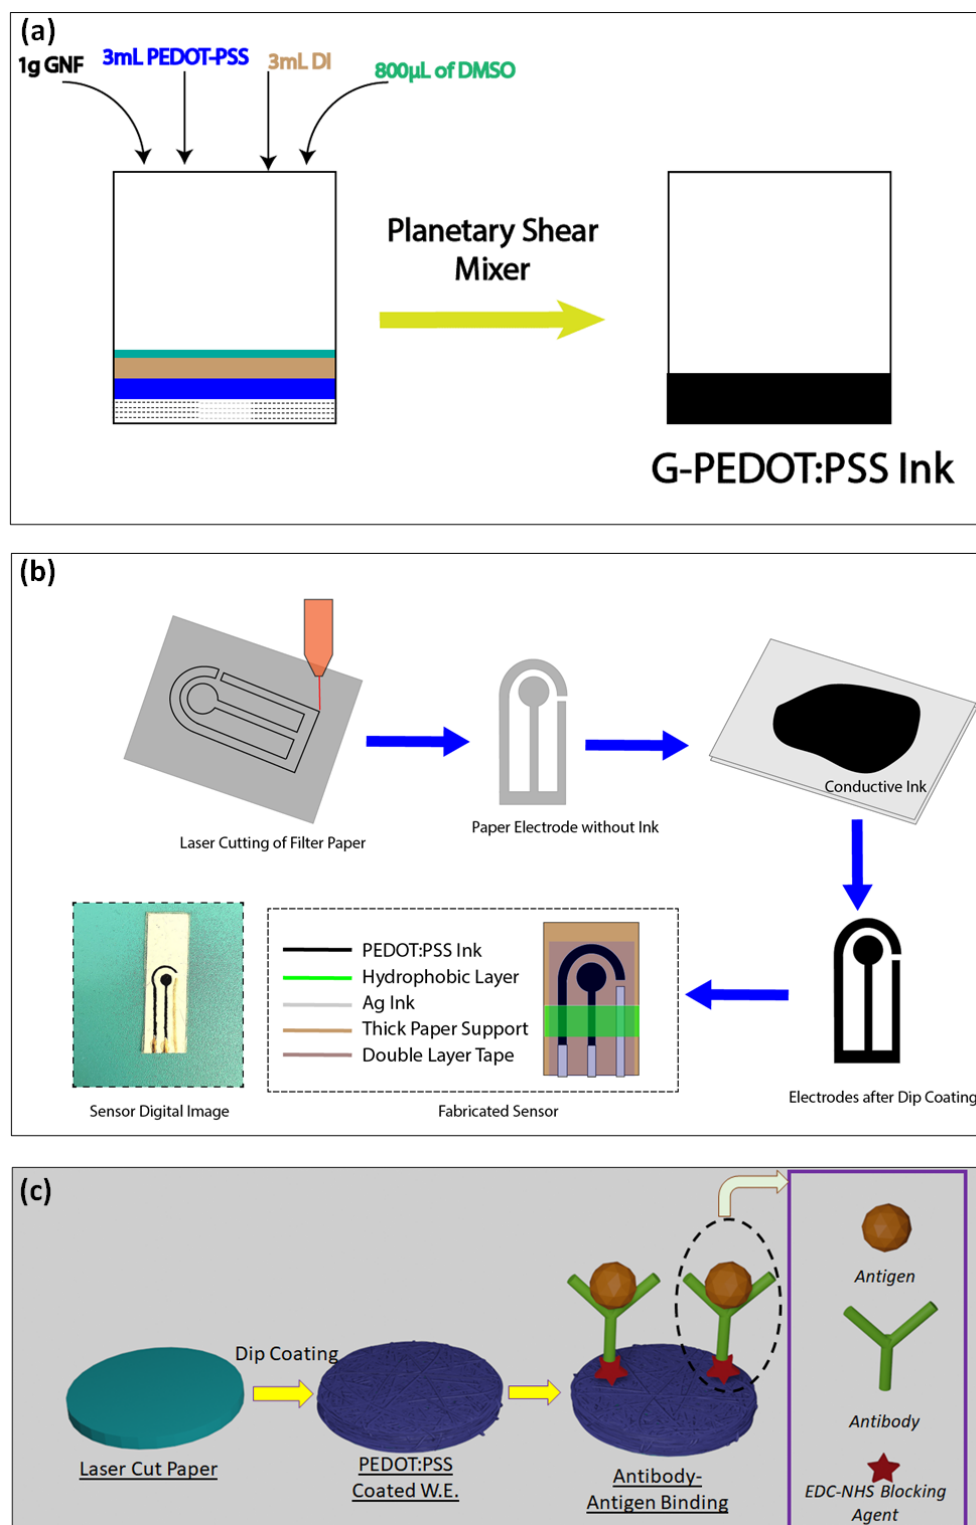 (a)
1g GNF
3mL PEDOT-PSS
3mL DI
800µL of DMSO
Planetary Shear
Mixer
G-PEDOT:PSS Ink
(b)
Laser Cutting of Filter Paper
Paper Electrode without Ink
Conductive Ink
Sensor Digital Image
PEDOT:PSS Ink
Hydrophobic Layer
Ag Ink
Thick Paper Support
Double Layer Tape
Fabricated Sensor
Electrodes after Dip Coating
(c)
Dip Coating
Laser Cut Paper
PEDOT:PSS
Coated W.E.
Antibody-
Antigen Binding
Antigen
Antibody
EDC-NHS Blocking
Agent